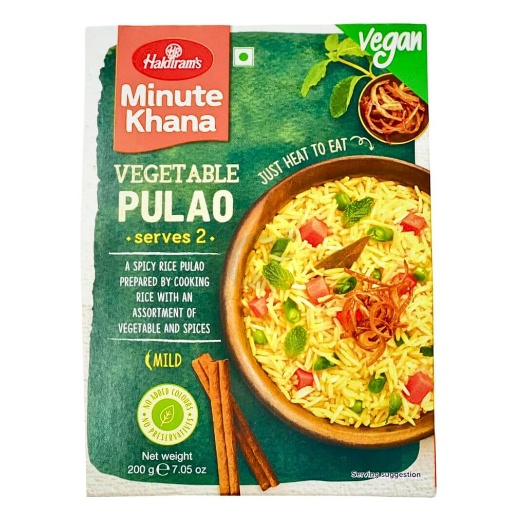 Vegan
HR
Haldiram's
Minute
Khana
JUST HEAT TO EAT
VEGETABLE
PULAO
• serves 2 •
A SPICY RICE PULAO
PREPARED BY COOKING
RICE WITH AN
ASSORTMENT OF
VEGETABLE AND SPICES
MILD
NO ADDED COLOURS
NO PRESERVATIVES
Net weight
200 g ℮ 7.05 oz
Serving suggestion